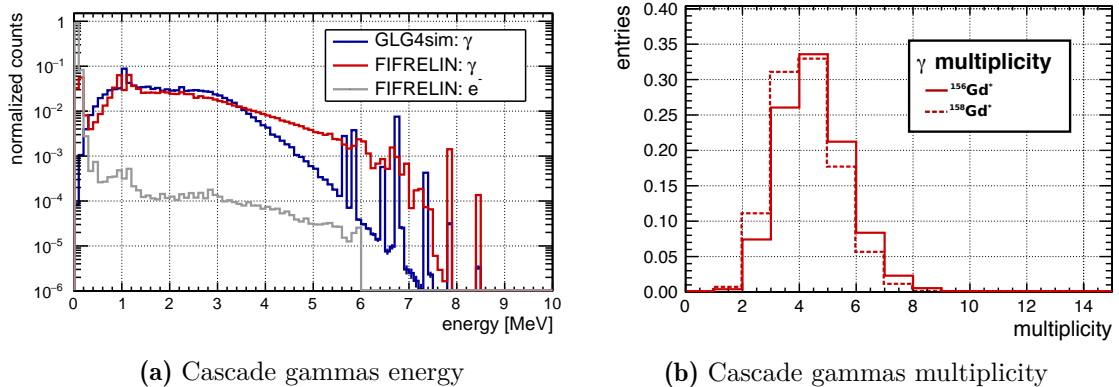 normalized counts
1
10⁻¹
10⁻²
10⁻³
10⁻⁴
10⁻⁵
10⁻⁶
GLG4sim: γ
FIFRELIN: γ
FIFRELIN: e⁻
0 1 2 3 4 5 6 7 8 9 10
energy [MeV]
(a) Cascade gammas energy
entries
0.40
0.35
0.30
0.25
0.20
0.15
0.10
0.05
0.00
γ multiplicity
¹⁵⁶Gd*
¹⁵⁸Gd*
0 2 4 6 8 10 12 14
multiplicity
(b) Cascade gammas multiplicity